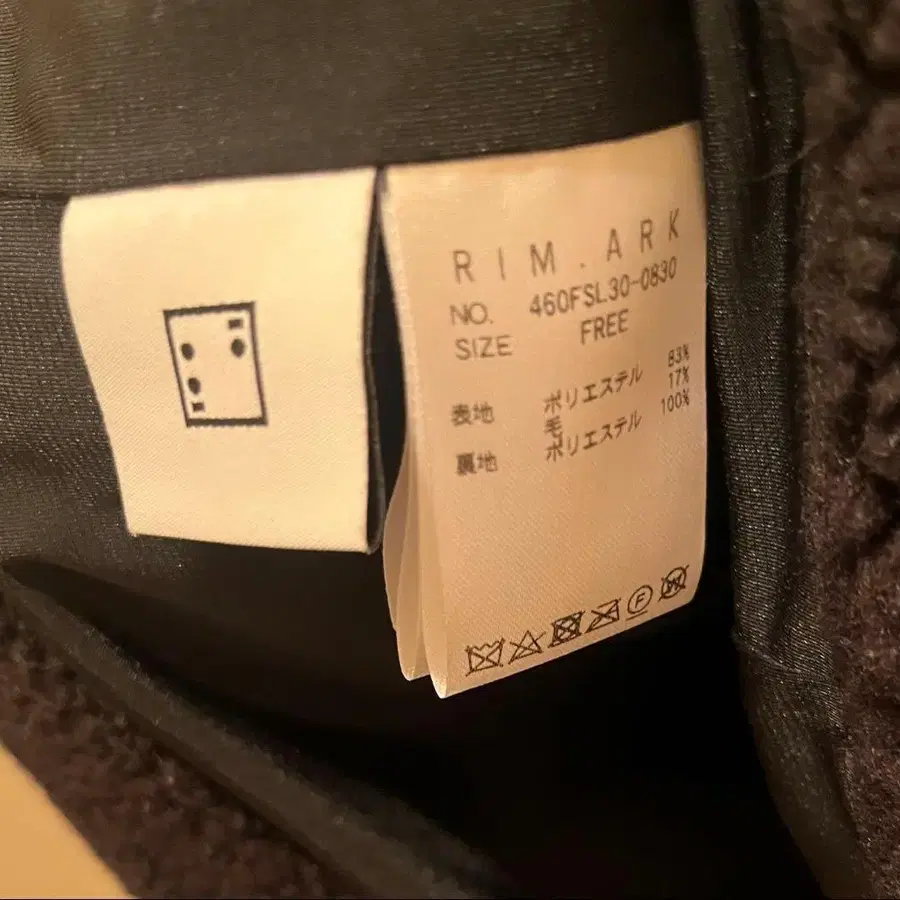 RIM.ARK
NO. 460FSL30-0830
SIZE FREE
表地 ポリエステル 83%
毛 17%
裏地 ポリエステル 100%
F
W